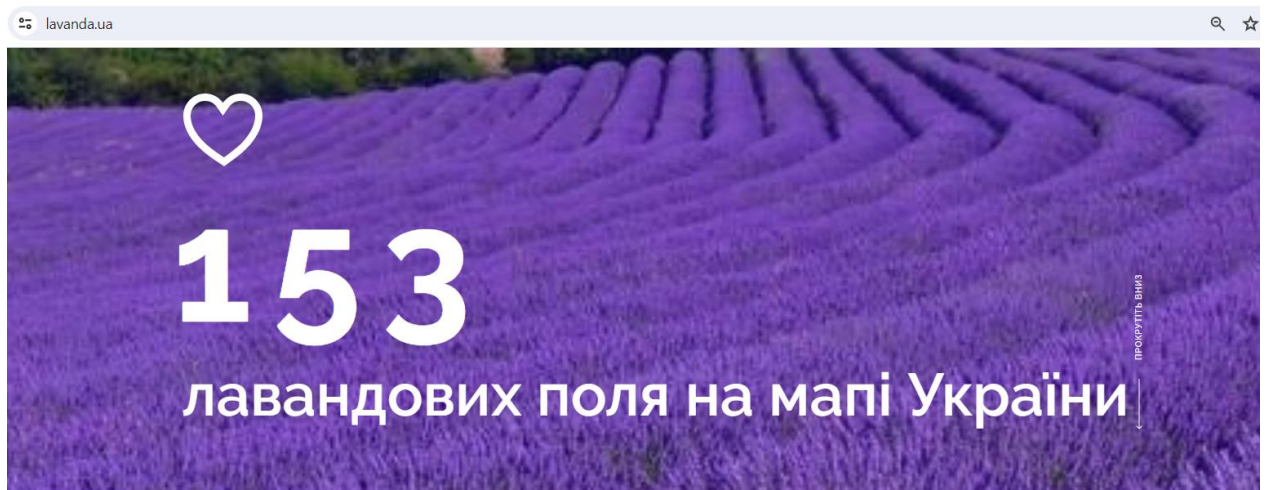 lavanda.ua
153
лавандових поля на мапі України
ПРОКРУТІТЬ ВНИЗ